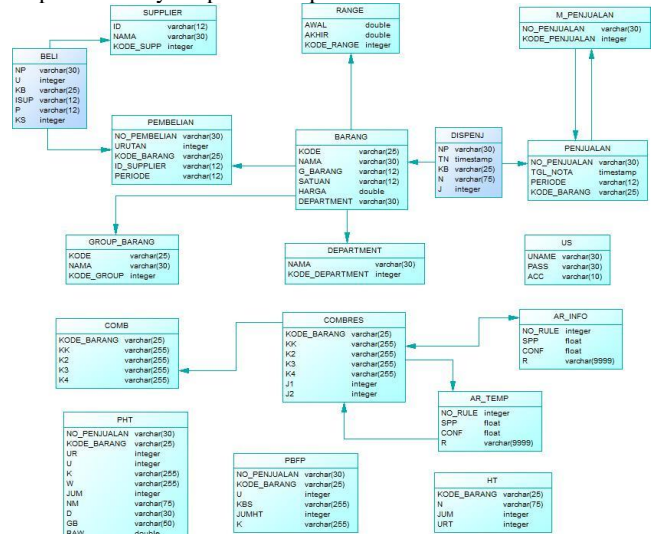 SUPPLIER
ID varchar(12)
NAMA varchar(30)
KODE_SUPP integer
RANGE
AWAL double
AKHIR double
KODE_RANGE integer
M_PENJUALAN
NO_PENJUALAN varchar(30)
KODE_PENJUALAN integer
BELI
NP varchar(30)
U integer
KB varchar(25)
ISUP varchar(12)
P varchar(12)
KS integer
PEMBELIAN
NO_PEMBELIAN varchar(30)
URUTAN integer
KODE_BARANG varchar(25)
ID_SUPPLIER varchar(12)
PERIODE varchar(12)
BARANG
KODE varchar(25)
NAMA varchar(30)
G_BARANG varchar(12)
SATUAN varchar(12)
HARGA double
DEPARTMENT varchar(30)
DISPENJ
NP varchar(30)
TN timestamp
KB varchar(25)
N varchar(75)
J integer
PENJUALAN
NO_PENJUALAN varchar(30)
TGL_NOTA timestamp
PERIODE varchar(12)
KODE_BARANG varchar(25)
GROUP_BARANG
KODE varchar(25)
NAMA varchar(30)
KODE_GROUP integer
DEPARTMENT
NAMA varchar(30)
KODE_DEPARTMENT integer
US
UNAME varchar(30)
PASS varchar(30)
ACC varchar(10)
COMB
KODE_BARANG varchar(25)
KK varchar(255)
K2 varchar(255)
K3 varchar(255)
K4 varchar(255)
COMBRES
KODE_BARANG varchar(25)
KK varchar(255)
K2 varchar(255)
K3 varchar(255)
K4 varchar(255)
J1 integer
J2 integer
AR_INFO
NO_RULE integer
SPP float
CONF float
R varchar(9999)
AR_TEMP
NO_RULE integer
SPP float
CONF float
R varchar(9999)
PHT
NO_PENJUALAN varchar(30)
KODE_BARANG varchar(25)
UR integer
U integer
K varchar(255)
W varchar(255)
JUM integer
NM varchar(75)
D varchar(30)
GB varchar(50)
RAW double
PBFP
NO_PENJUALAN varchar(30)
KODE_BARANG varchar(25)
U integer
KBS varchar(255)
JUMHT integer
K varchar(255)
HT
KODE_BARANG varchar(25)
N varchar(75)
JUM integer
URT integer